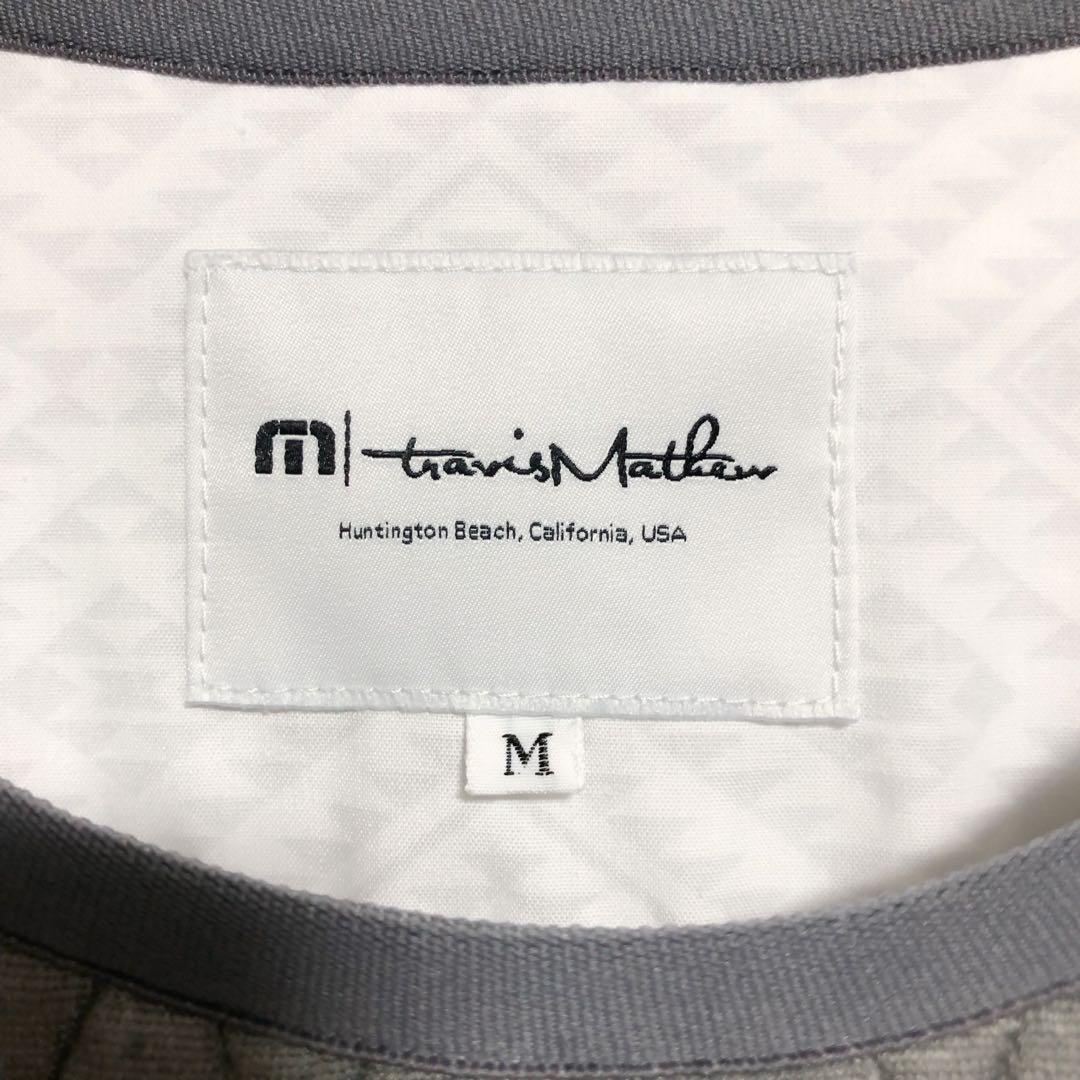 travisMathew
Huntington Beach, California, USA
M